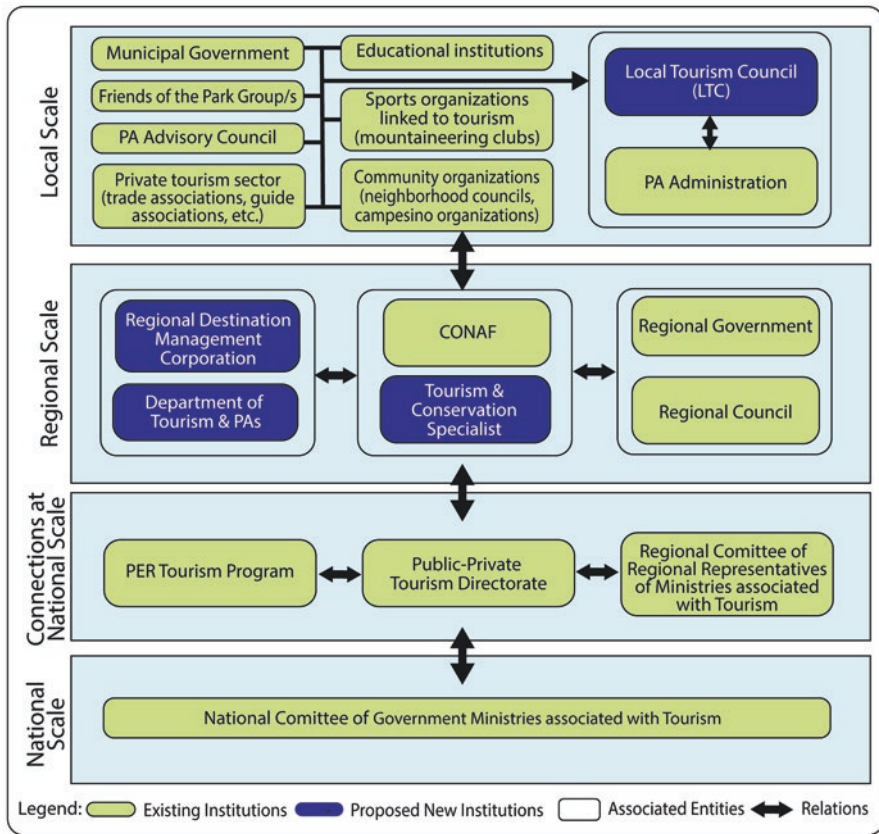 Local Scale
Municipal Government
Friends of the Park Group/s
PA Advisory Council
Private tourism sector
(trade associations, guide
associations, etc.)
Educational institutions
Sports organizations
linked to tourism
(mountaineering clubs)
Community organizations
(neighborhood councils,
campesino organizations)
Local Tourism Council
(LTC)
PA Administration
Regional Scale
Regional Destination
Management
Corporation
Department of
Tourism & PAs
CONAF
Tourism &
Conservation
Specialist
Regional Government
Regional Council
Connections at
National Scale
PER Tourism Program
Public-Private
Tourism Directorate
Regional Comittee of
Regional Representatives
of Ministries associated
with Tourism
National
Scale
National Comittee of Government Ministries associated with Tourism
Legend: Existing Institutions Proposed New Institutions Associated Entities Relations